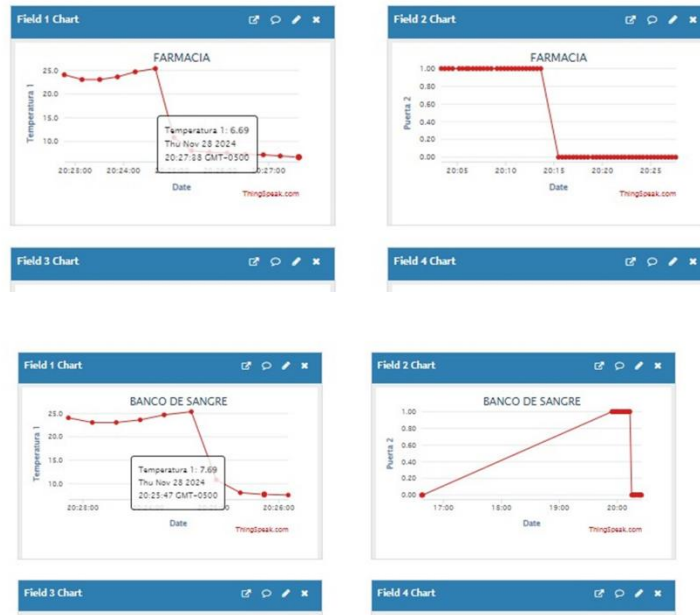 Field 1 Chart
FARMACIA
Temperatura 1
25.0
20.0
15.0
10.0
Temperatura 1: 6.69
Thu Nov 28 2024
20:27:38 GMT-0500
20:24:00
20:27:00
Date
ThingSpeak.com
Field 2 Chart
FARMACIA
Puerta 2
1.00
0.80
0.60
0.40
0.20
0.00
20:05
20:10
20:15
20:20
20:25
Date
ThingSpeak.com
Field 3 Chart
Field 4 Chart
Field 1 Chart
BANCO DE SANGRE
Temperatura 1
25.0
20.0
15.0
10.0
Temperatura 1: 7.69
Thu Nov 28 2024
20:25:47 GMT-0500
20:26:00
Date
ThingSpeak.com
Field 2 Chart
BANCO DE SANGRE
Puerta 2
1.00
0.80
0.60
0.40
0.20
0.00
17:00
18:00
19:00
20:00
Date
ThingSpeak.com
Field 3 Chart
Field 4 Chart